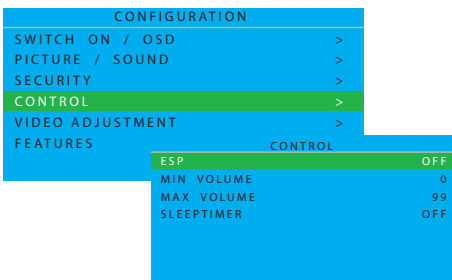 CONFIGURATION
SWITCH ON / OSD >
PICTURE / SOUND >
SECURITY >
CONTROL >
VIDEO ADJUSTMENT >
FEATURES
CONTROL
ESP OFF
MIN VOLUME 0
MAX VOLUME 99
SLEEPTIMER OFF